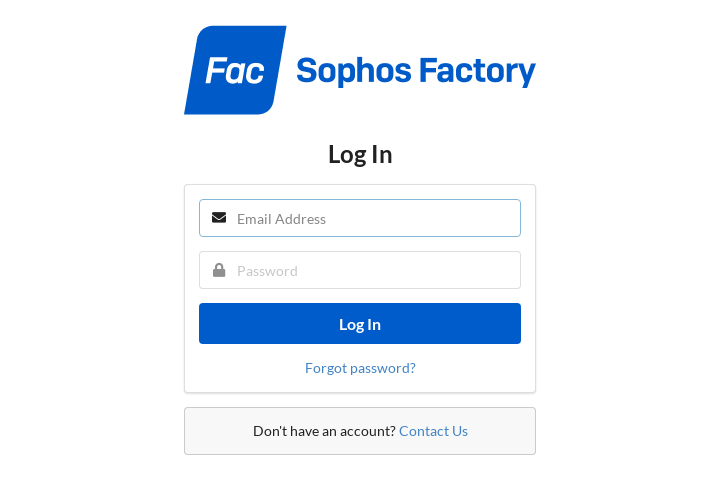 Fac
Sophos Factory
Log In
Email Address
Password
Log In
Forgot password?
Don't have an account? Contact Us